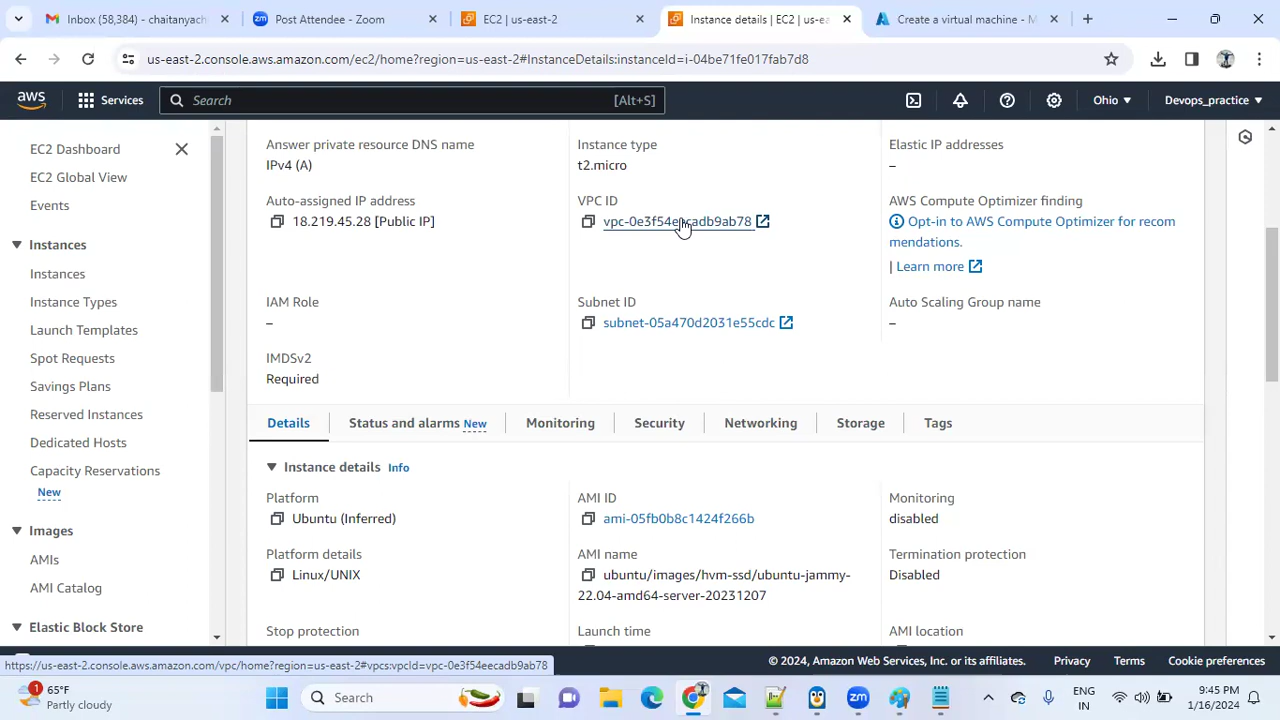 Inbox (58,384) - chaitanyach
Post Attendee - Zoom
EC2 | us-east-2
Instance details | EC2 | us-ea
Create a virtual machine - M
us-east-2.console.aws.amazon.com/ec2/home?region=us-east-2#InstanceDetails:instanceId=i-04be71fe017fab7d8
aws
Services
Search
[Alt+S]
Ohio
Devops_practice
EC2 Dashboard
EC2 Global View
Events
Instances
Instances
Instance Types
Launch Templates
Spot Requests
Savings Plans
Reserved Instances
Dedicated Hosts
Capacity Reservations
New
Images
AMIs
AMI Catalog
Elastic Block Store
Answer private resource DNS name
IPv4 (A)
Instance type
t2.micro
Elastic IP addresses
–
Auto-assigned IP address
18.219.45.28 [Public IP]
VPC ID
vpc-0e3f54eecadb9ab78
AWS Compute Optimizer finding
Opt-in to AWS Compute Optimizer for recom
mendations.
| Learn more
IAM Role
–
Subnet ID
subnet-05a470d2031e55cdc
Auto Scaling Group name
–
IMDSv2
Required
Details
Status and alarms New
Monitoring
Security
Networking
Storage
Tags
Instance details Info
Platform
Ubuntu (Inferred)
AMI ID
ami-05fb0b8c1424f266b
Monitoring
disabled
Platform details
Linux/UNIX
AMI name
ubuntu/images/hvm-ssd/ubuntu-jammy-
22.04-amd64-server-20231207
Termination protection
Disabled
Stop protection
Launch time
AMI location
https://us-east-2.console.aws.amazon.com/vpc/home?region=us-east-2#vpcs:vpcId=vpc-0e3f54eecadb9ab78
© 2024, Amazon Web Services, Inc. or its affiliates.
Privacy
Terms
Cookie preferences
1
65°F
Partly cloudy
Search
zm
ENG
IN
9:45 PM
1/16/2024